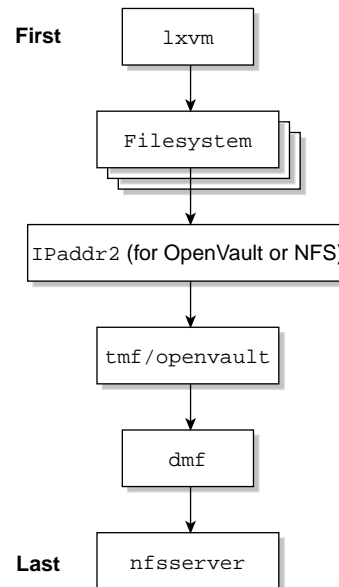 First
lxvm
Filesystem
IPaddr2 (for OpenVault or NFS)
tmf/openvault
dmf
Last
nfsserver